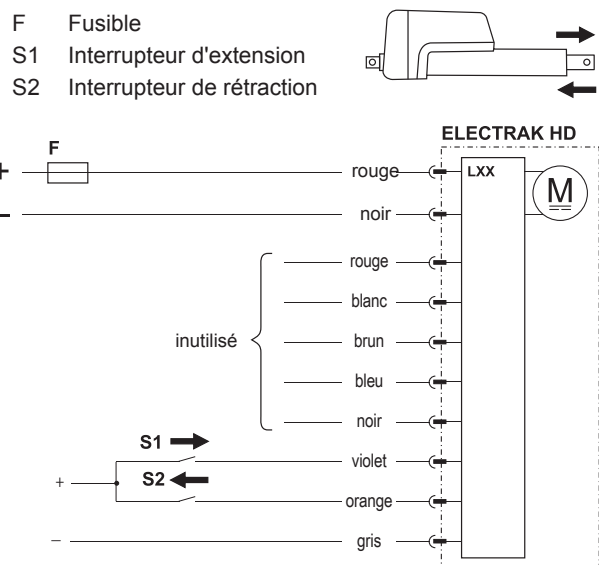 F Fusible
S1 Interrupteur d'extension
S2 Interrupteur de rétraction
ELECTRAK HD
F
+
rouge
LXX
M
–
noir
rouge
blanc
inutilisé
brun
bleu
noir
S1
violet
+
S2
orange
–
gris